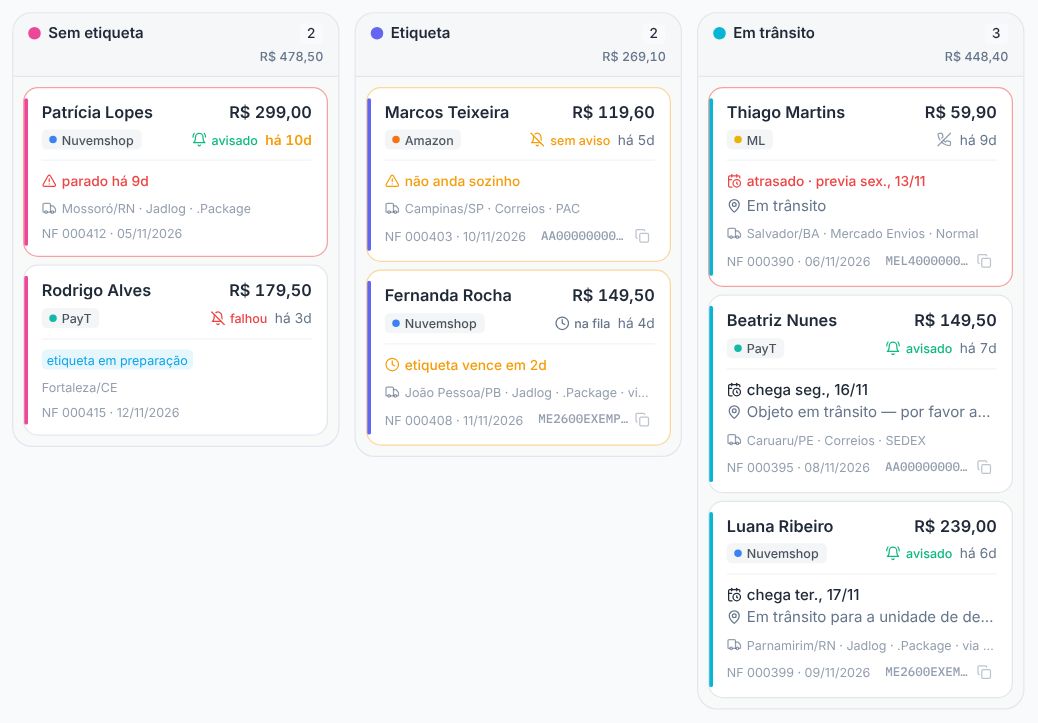 Sem etiqueta 2
R$ 478,50
Patrícia Lopes R$ 299,00
Nuvemshop avisado há 10d
parado há 9d
Mossoró/RN · Jadlog · .Package
NF 000412 · 05/11/2026
Rodrigo Alves R$ 179,50
PayT falhou há 3d
etiqueta em preparação
Fortaleza/CE
NF 000415 · 12/11/2026
Etiqueta 2
R$ 269,10
Marcos Teixeira R$ 119,60
Amazon sem aviso há 5d
não anda sozinho
Campinas/SP · Correios · PAC
NF 000403 · 10/11/2026 AA00000000…
Fernanda Rocha R$ 149,50
Nuvemshop na fila há 4d
etiqueta vence em 2d
João Pessoa/PB · Jadlog · .Package · vi…
NF 000408 · 11/11/2026 ME2600EXEMP…
Em trânsito 3
R$ 448,40
Thiago Martins R$ 59,90
ML há 9d
atrasado · previa sex., 13/11
Em trânsito
Salvador/BA · Mercado Envios · Normal
NF 000390 · 06/11/2026 MEL4000000…
Beatriz Nunes R$ 149,50
PayT avisado há 7d
chega seg., 16/11
Objeto em trânsito — por favor a…
Caruaru/PE · Correios · SEDEX
NF 000395 · 08/11/2026 AA00000000…
Luana Ribeiro R$ 239,00
Nuvemshop avisado há 6d
chega ter., 17/11
Em trânsito para a unidade de de…
Parnamirim/RN · Jadlog · .Package · via …
NF 000399 · 09/11/2026 ME2600EXEM…